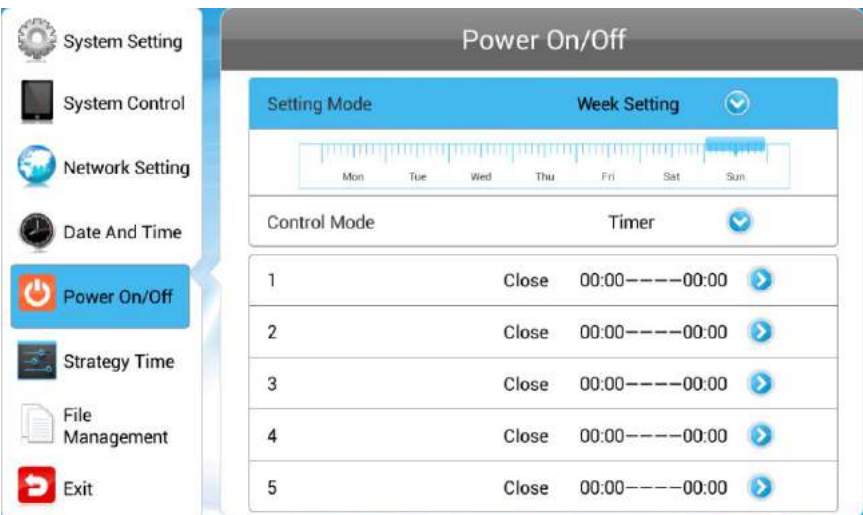 System Setting
System Control
Network Setting
Date And Time
Power On/Off
Strategy Time
File
Management
Exit
Power On/Off
Setting Mode Week Setting
Mon Tue Wed Thu Fri Sat Sun
Control Mode Timer
1 Close 00:00----00:00
2 Close 00:00----00:00
3 Close 00:00----00:00
4 Close 00:00----00:00
5 Close 00:00----00:00